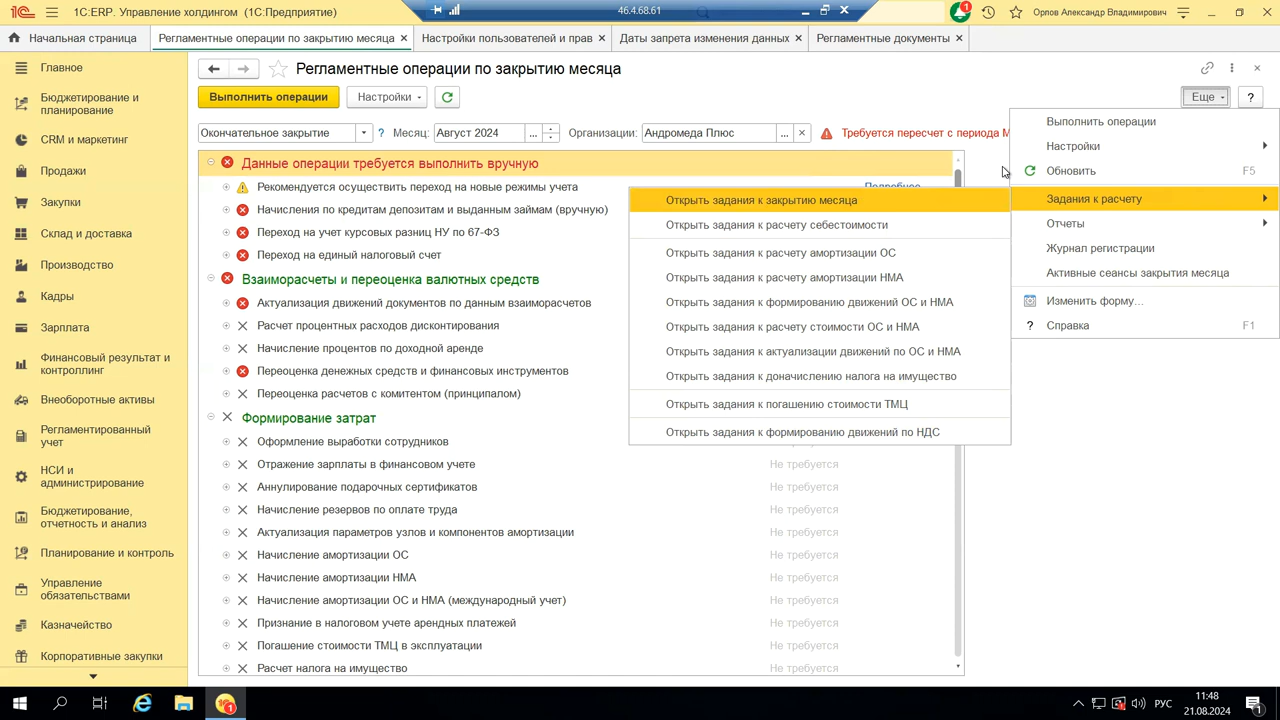 1С:ERP. Управление холдингом (1С:Предприятие)
46.4.68.61
1
Орлов Александр Владимирович
Начальная страница
Регламентные операции по закрытию месяца ×
Настройки пользователей и прав ×
Даты запрета изменения данных ×
Регламентные документы ×
Главное
Бюджетирование и
планирование
CRM и маркетинг
Продажи
Закупки
Склад и доставка
Производство
Кадры
Зарплата
Финансовый результат и
контроллинг
Внеоборотные активы
Регламентированный
учет
НСИ и
администрирование
Бюджетирование,
отчетность и анализ
Планирование и контроль
Управление
обязательствами
Казначейство
Корпоративные закупки
Регламентные операции по закрытию месяца
Выполнить операции
Настройки
Еще
?
Окончательное закрытие
? Месяц: Август 2024 ...
Организации: Андромеда Плюс ... ×
Требуется пересчет с периода М
Данные операции требуется выполнить вручную
Рекомендуется осуществить переход на новые режимы учета
Подробнее
Начисления по кредитам депозитам и выданным займам (вручную)
Переход на учет курсовых разниц НУ по 67-ФЗ
Переход на единый налоговый счет
Взаиморасчеты и переоценка валютных средств
Актуализация движений документов по данным взаиморасчетов
Расчет процентных расходов дисконтирования
Начисление процентов по доходной аренде
Переоценка денежных средств и финансовых инструментов
Переоценка расчетов с комитентом (принципалом)
Формирование затрат
Оформление выработки сотрудников
Отражение зарплаты в финансовом учете Не требуется
Аннулирование подарочных сертификатов Не требуется
Начисление резервов по оплате труда Не требуется
Актуализация параметров узлов и компонентов амортизации Не требуется
Начисление амортизации ОС Не требуется
Начисление амортизации НМА Не требуется
Начисление амортизации ОС и НМА (международный учет) Не требуется
Признание в налоговом учете арендных платежей Не требуется
Погашение стоимости ТМЦ в эксплуатации Не требуется
Расчет налога на имущество Не требуется
Открыть задания к закрытию месяца
Открыть задания к расчету себестоимости
Открыть задания к расчету амортизации ОС
Открыть задания к расчету амортизации НМА
Открыть задания к формированию движений ОС и НМА
Открыть задания к расчету стоимости ОС и НМА
Открыть задания к актуализации движений по ОС и НМА
Открыть задания к доначислению налога на имущество
Открыть задания к погашению стоимости ТМЦ
Открыть задания к формированию движений по НДС
Выполнить операции
Настройки
Обновить F5
Задания к расчету
Отчеты
Журнал регистрации
Активные сеансы закрытия месяца
Изменить форму...
? Справка F1
1
РУС
11:48
21.08.2024
1